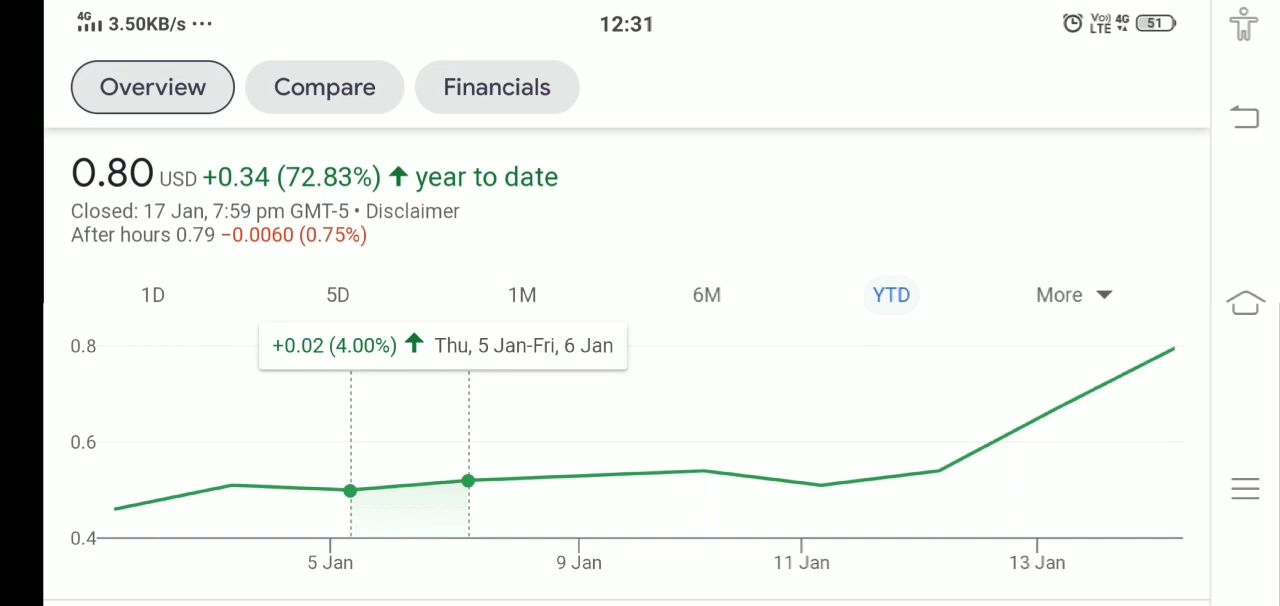 4G 3.50KB/s ... 12:31 Vo) LTE 4G 51
Overview Compare Financials
0.80 USD +0.34 (72.83%) ↑ year to date
Closed: 17 Jan, 7:59 pm GMT-5 • Disclaimer
After hours 0.79 −0.0060 (0.75%)
1D 5D 1M 6M YTD More
+0.02 (4.00%) ↑ Thu, 5 Jan-Fri, 6 Jan
0.8
0.6
0.4
5 Jan 9 Jan 11 Jan 13 Jan